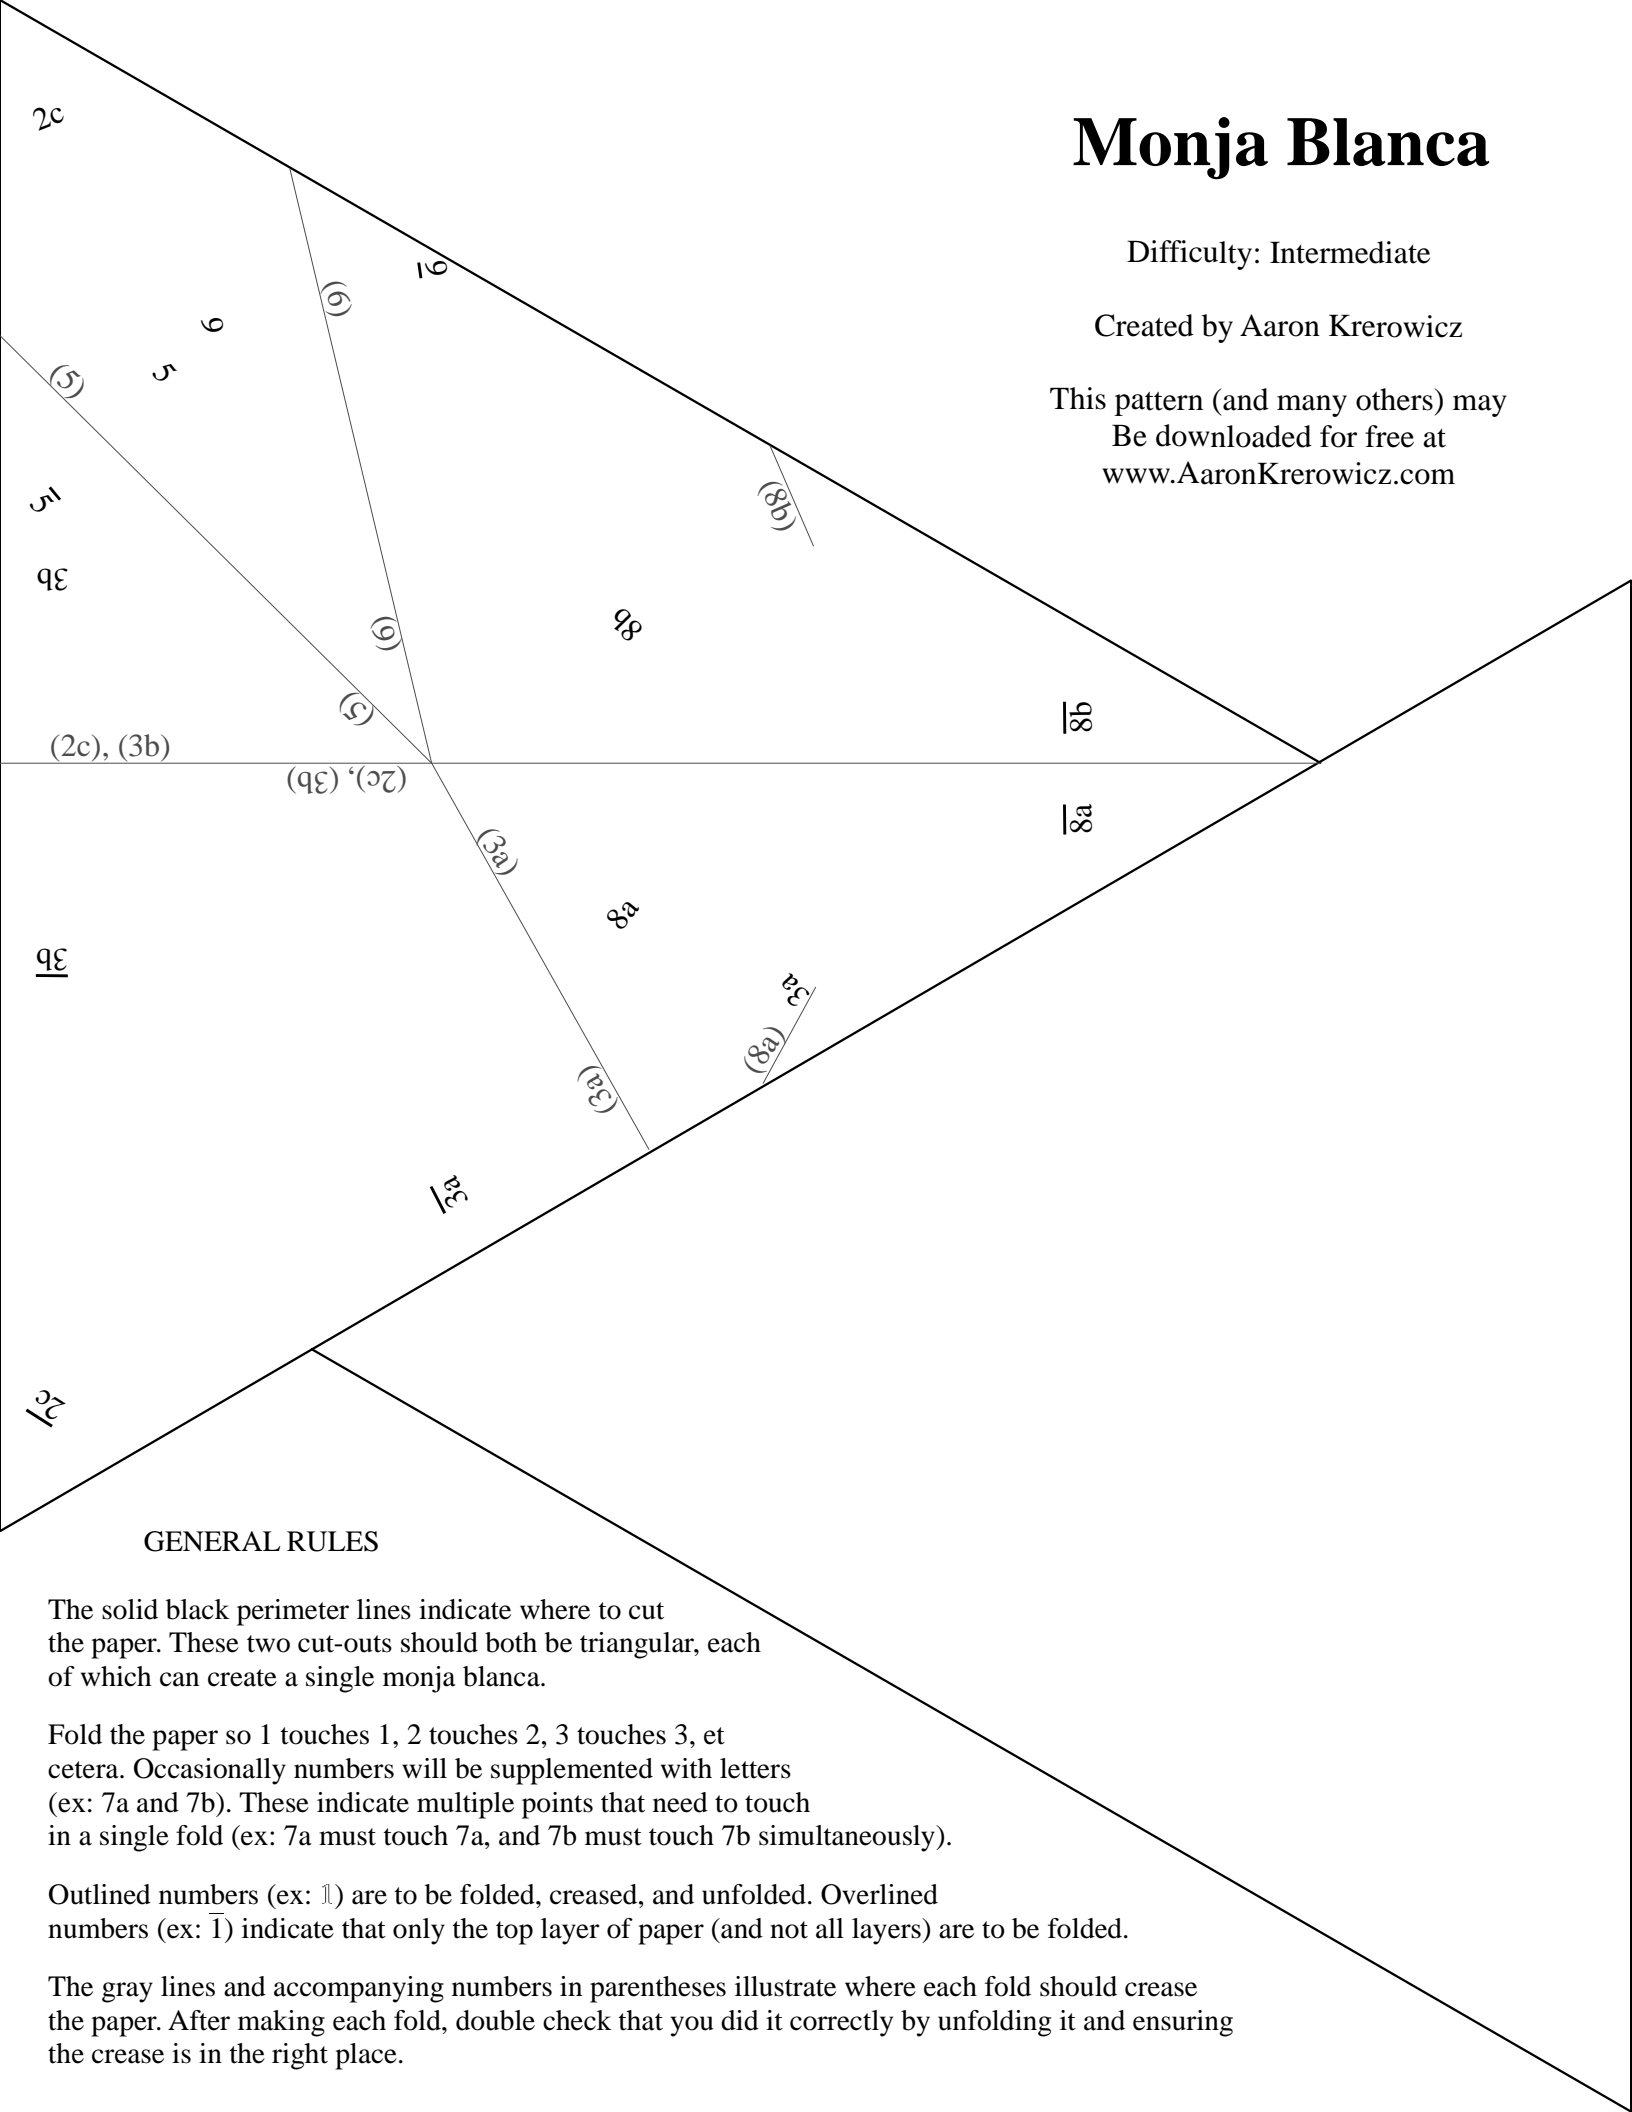 2c
Monja Blanca
Difficulty: Intermediate
6
(6)
6
Created by Aaron Krerowicz
5
(5)
This pattern (and many others) may
Be downloaded for free at
www.AaronKrerowicz.com
5
(8b)
3b
8b
(6)
(5)
8b
(2c), (3b)
(2c), (3b)
8a
(3a)
8a
3b
3a
(8a)
(3a)
3a
2c
GENERAL RULES
The solid black perimeter lines indicate where to cut
the paper. These two cut-outs should both be triangular, each
of which can create a single monja blanca.
Fold the paper so 1 touches 1, 2 touches 2, 3 touches 3, et
cetera. Occasionally numbers will be supplemented with letters
(ex: 7a and 7b). These indicate multiple points that need to touch
in a single fold (ex: 7a must touch 7a, and 7b must touch 7b simultaneously).
Outlined numbers (ex: 𝟙) are to be folded, creased, and unfolded. Overlined
numbers (ex: 1̅) indicate that only the top layer of paper (and not all layers) are to be folded.
The gray lines and accompanying numbers in parentheses illustrate where each fold should crease
the paper. After making each fold, double check that you did it correctly by unfolding it and ensuring
the crease is in the right place.